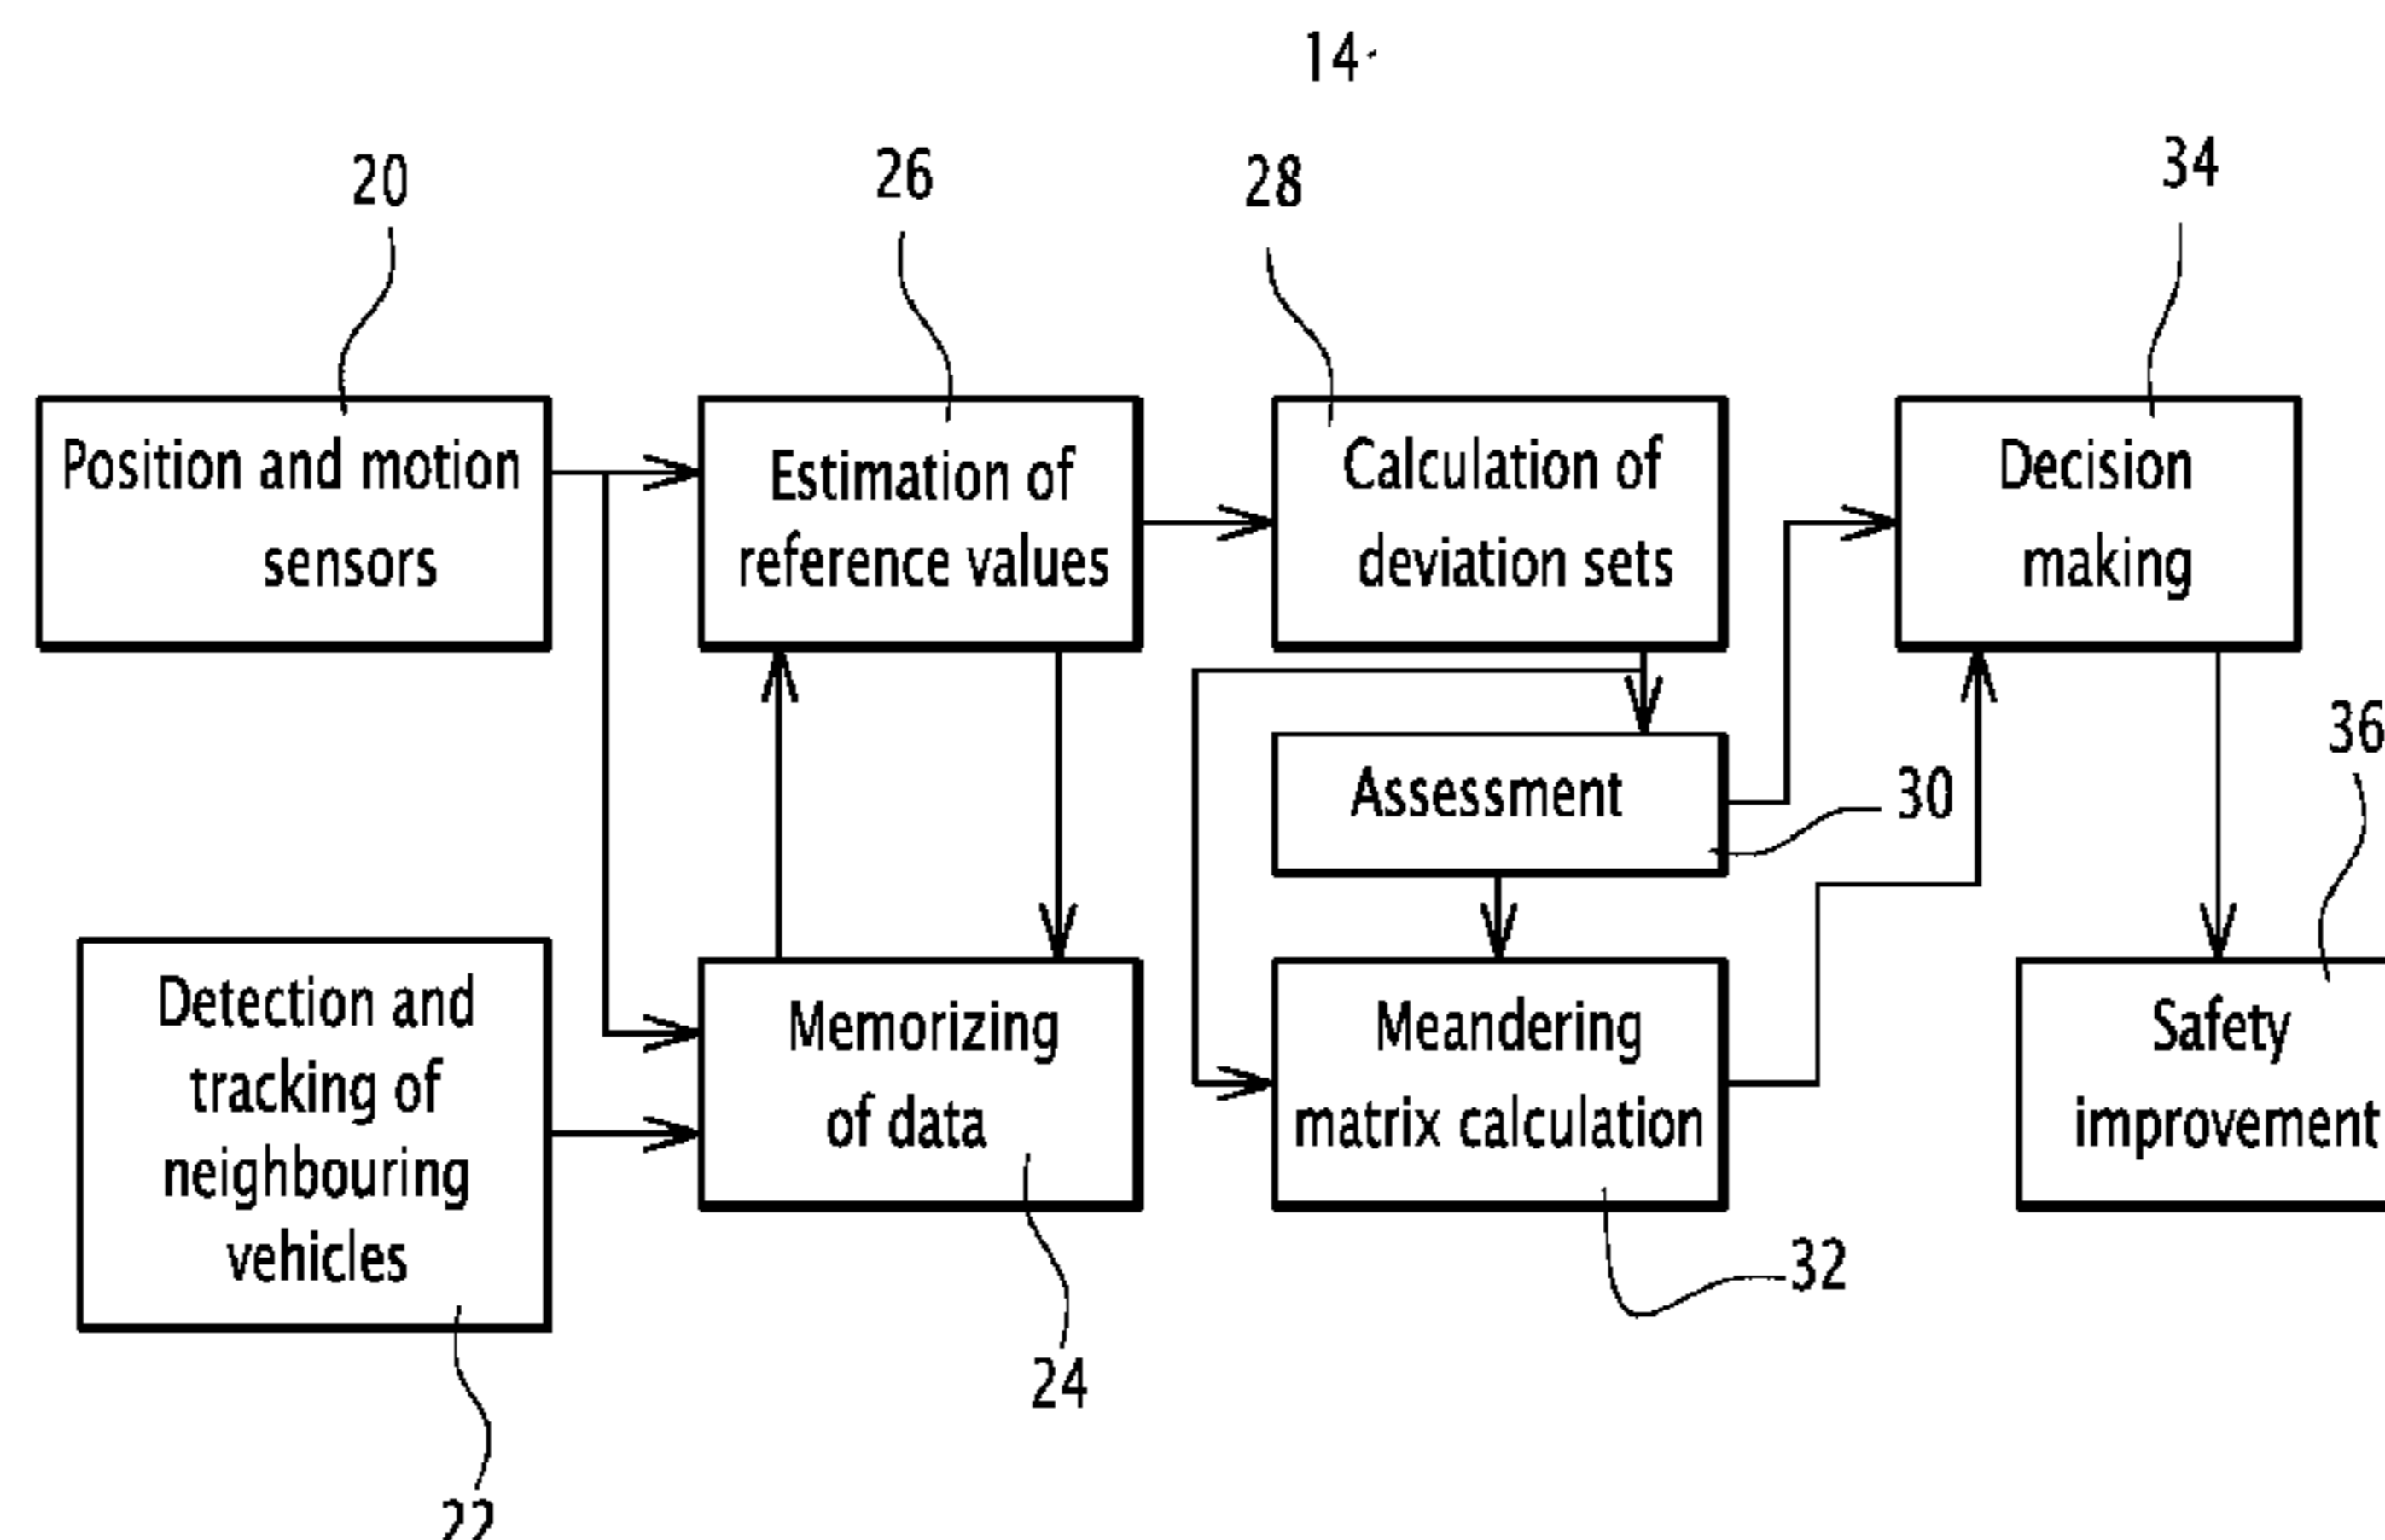 14
20
26
28
34
Position and motion
sensors
Estimation of
reference values
Calculation of
deviation sets
Decision
making
36
Assessment
30
Detection and
tracking of
neighbouring
vehicles
Memorizing
of data
Meandering
matrix calculation
Safety
improvement
32
24
22